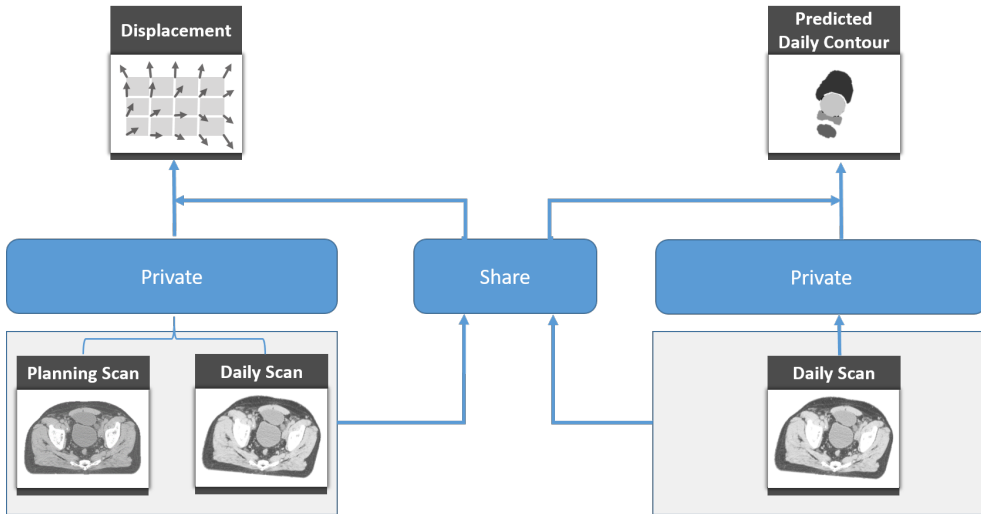 Displacement
Predicted
Daily Contour
Private
Share
Private
Planning Scan
Daily Scan
Daily Scan